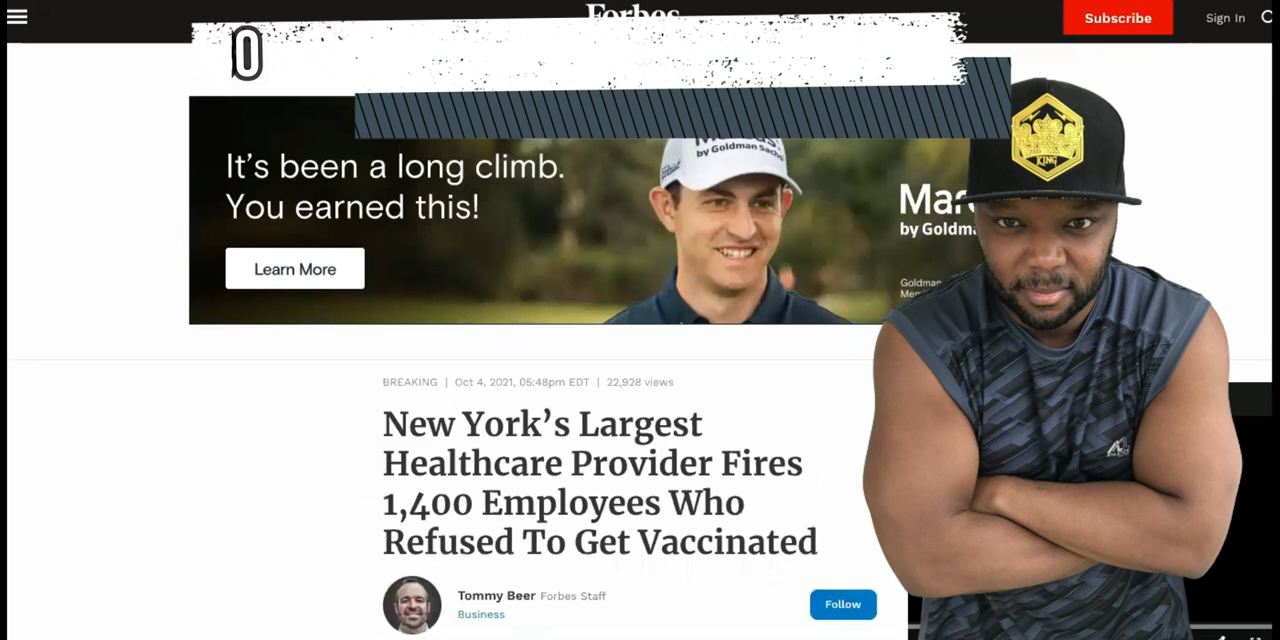 Forbes
Subscribe
Sign In
0
by Goldman Sachs
It's been a long climb.
You earned this!
Learn More
by
KING
BREAKING | Oct 4, 2021, 05:48pm EDT | 22,928 views
New York's Largest
Healthcare Provider Fires
1,400 Employees Who
Refused To Get Vaccinated
Tommy Beer Forbes Staff
Business
Follow